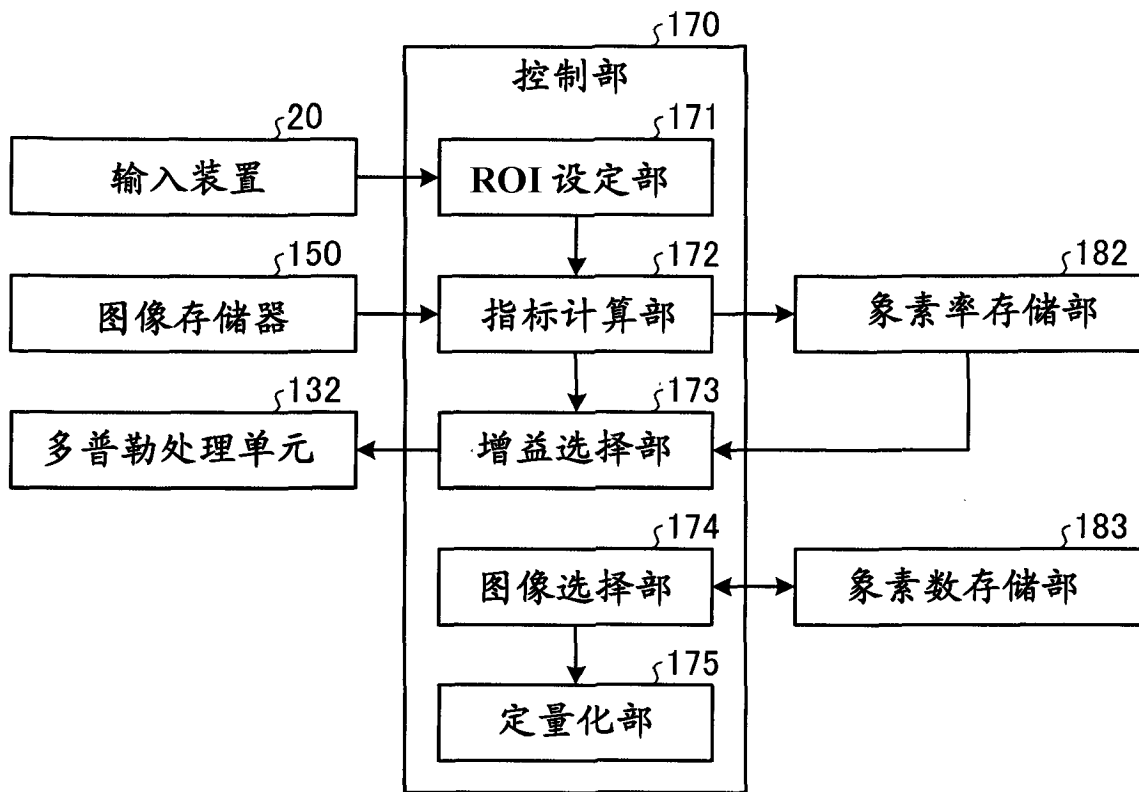 170
控制部
20
输入装置
171
ROI 设定部
150
图像存储器
172
指标计算部
182
象素率存储部
132
多普勒处理单元
173
增益选择部
174
图像选择部
183
象素数存储部
175
定量化部